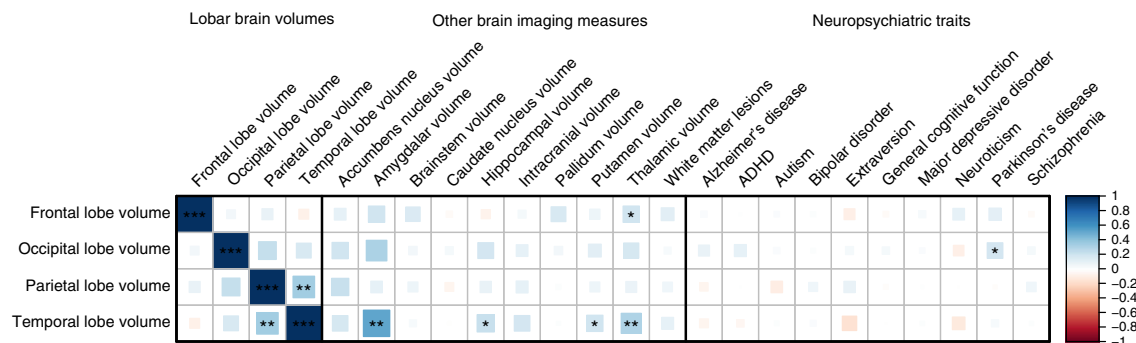 Lobar brain volumes
Other brain imaging measures
Neuropsychiatric traits
Frontal lobe volume
Occipital lobe volume
Parietal lobe volume
Temporal lobe volume
Accumbens nucleus volume
Amygdalar volume
Brainstem volume
Caudate nucleus volume
Hippocampal volume
Intracranial volume
Pallidum volume
Putamen volume
Thalamic volume
White matter lesions
Alzheimer's disease
ADHD
Autism
Bipolar disorder
Extraversion
General cognitive function
Major depressive disorder
Neuroticism
Parkinson's disease
Schizophrenia
Frontal lobe volume
*** *
Occipital lobe volume
*** *
Parietal lobe volume
*** **
Temporal lobe volume
** *** ** * * **
1
0.8
0.6
0.4
0.2
0
−0.2
−0.4
−0.6
−0.8
−1